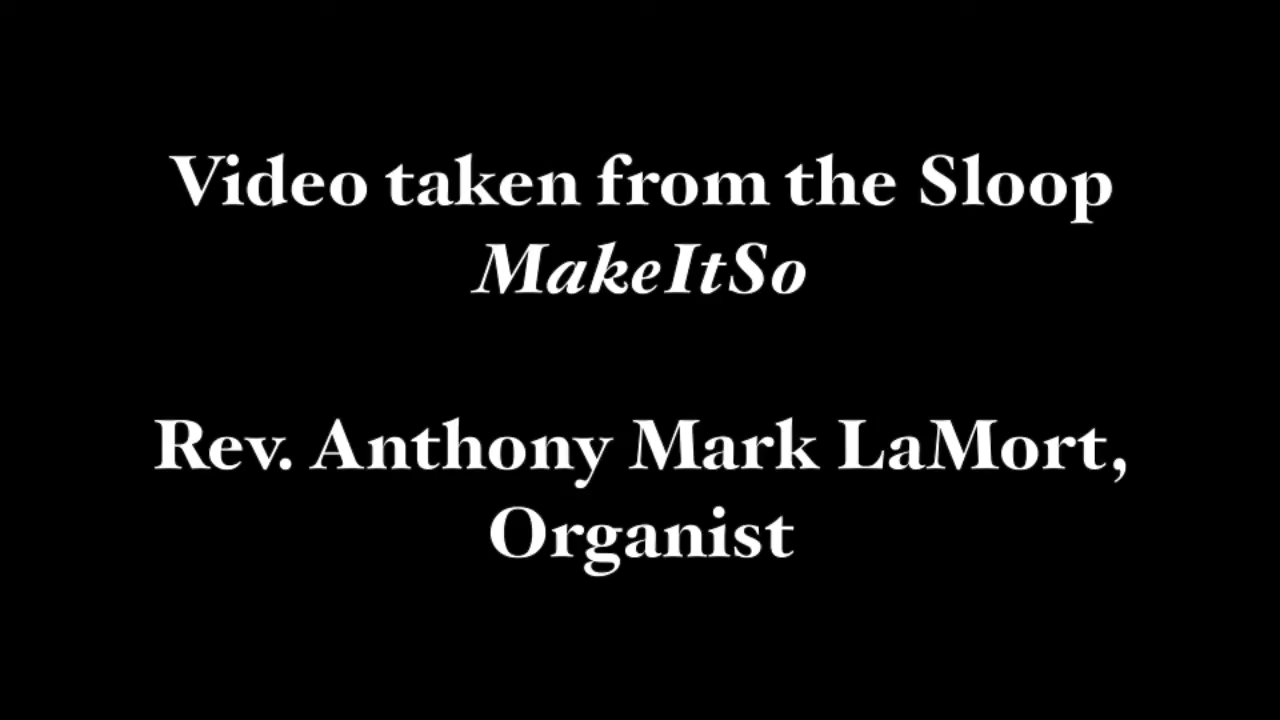 Video taken from the Sloop
MakeItSo
Rev. Anthony Mark LaMort,
Organist